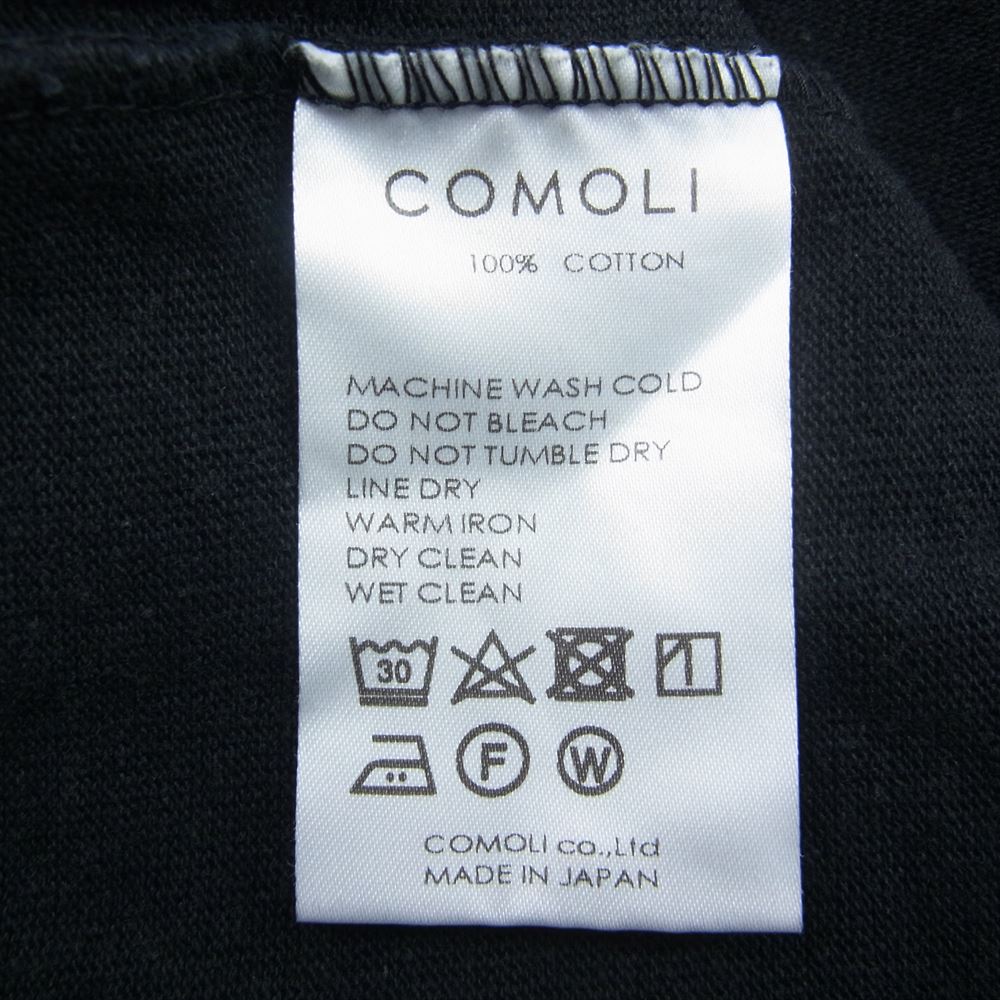 COMOLI
100% COTTON
MACHINE WASH COLD
DO NOT BLEACH
DO NOT TUMBLE DRY
LINE DRY
WARM IRON
DRY CLEAN
WET CLEAN
30
F W
COMOLI co.,Ltd
MADE IN JAPAN